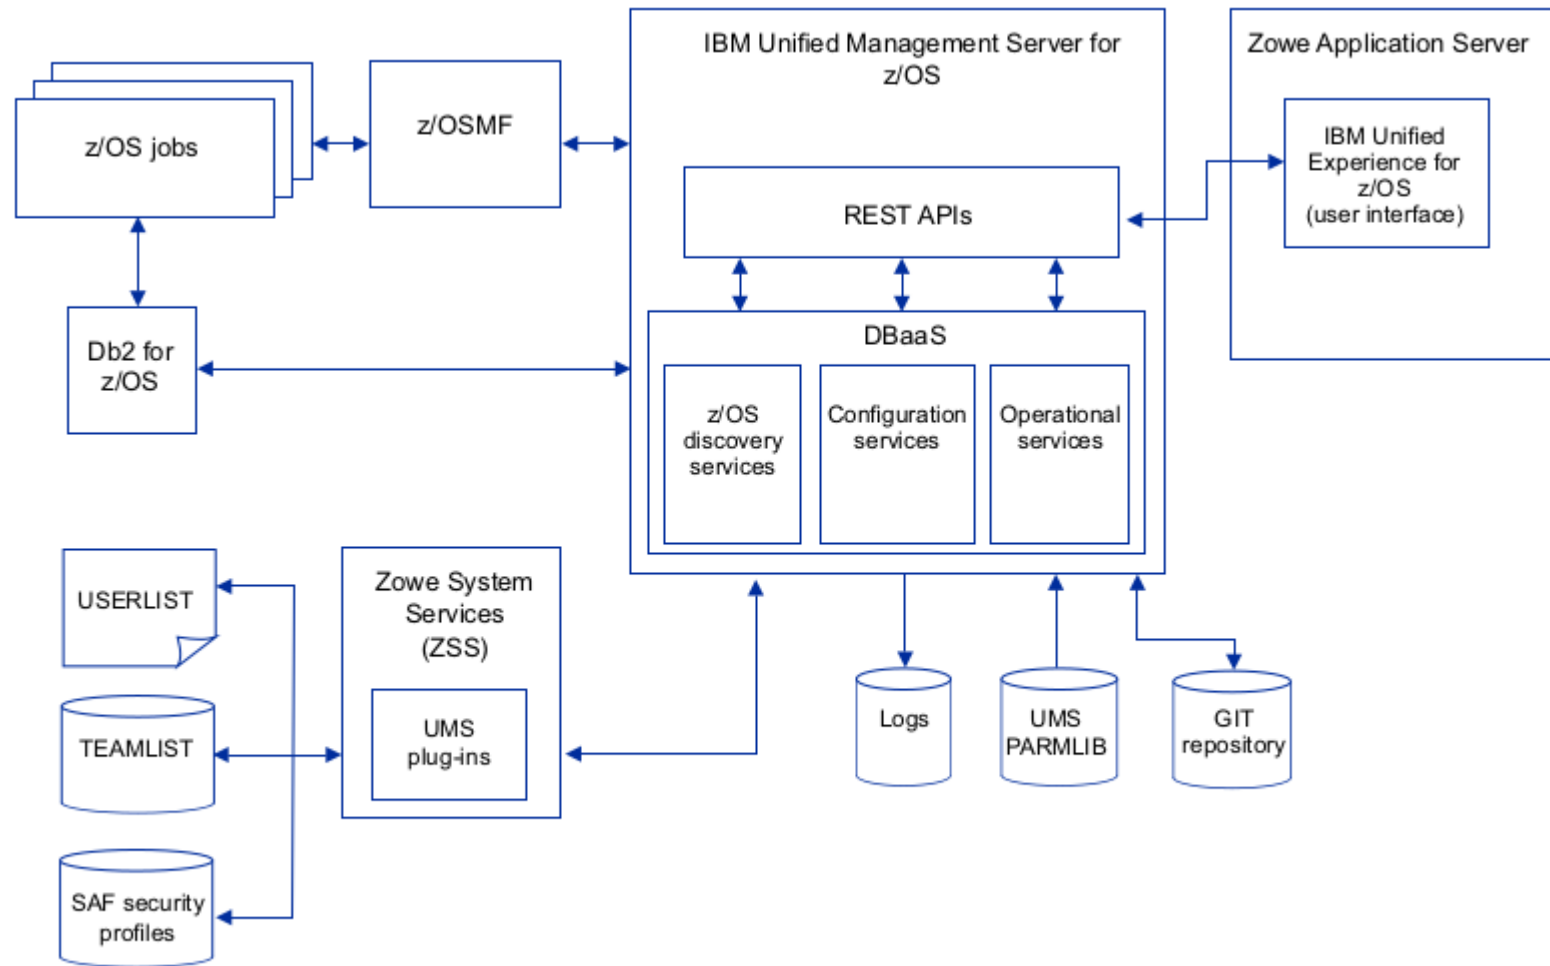 IBM Unified Management Server for
z/OS
Zowe Application Server
z/OS jobs
z/OSMF
REST APIs
IBM Unified
Experience for
z/OS
(user interface)
Db2 for
z/OS
DBaaS
z/OS
discovery
services
Configuration
services
Operational
services
USERLIST
TEAMLIST
SAF security
profiles
Zowe System
Services
(ZSS)
UMS
plug-ins
Logs
UMS
PARMLIB
GIT
repository